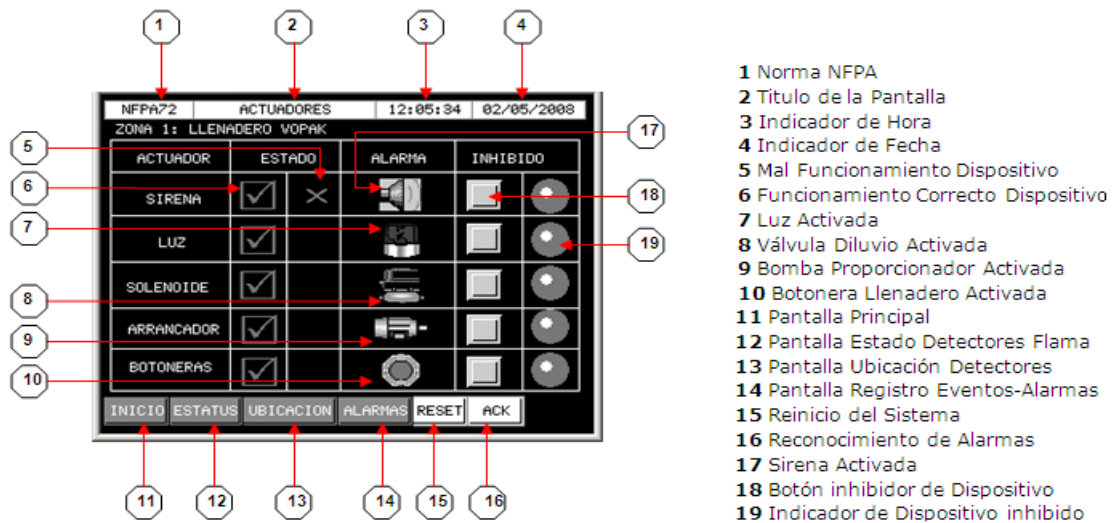 1 2 3 4
NFPA72 ACTUADORES 12:05:34 02/05/2008
ZONA 1: LLENADERO VOPAK
17
5
ACTUADOR ESTADO ALARMA INHIBIDO
6
SIRENA
18
7
LUZ
19
8
SOLENOIDE
9
ARRANCADOR
10
BOTONERAS
INICIO ESTATUS UBICACION ALARMAS RESET ACK
11 12 13 14 15 16
1 Norma NFPA
2 Titulo de la Pantalla
3 Indicador de Hora
4 Indicador de Fecha
5 Mal Funcionamiento Dispositivo
6 Funcionamiento Correcto Dispositivo
7 Luz Activada
8 Válvula Diluvio Activada
9 Bomba Proporcionador Activada
10 Botonera Llenadero Activada
11 Pantalla Principal
12 Pantalla Estado Detectores Flama
13 Pantalla Ubicación Detectores
14 Pantalla Registro Eventos-Alarmas
15 Reinicio del Sistema
16 Reconocimiento de Alarmas
17 Sirena Activada
18 Botón inhibidor de Dispositivo
19 Indicador de Dispositivo inhibido